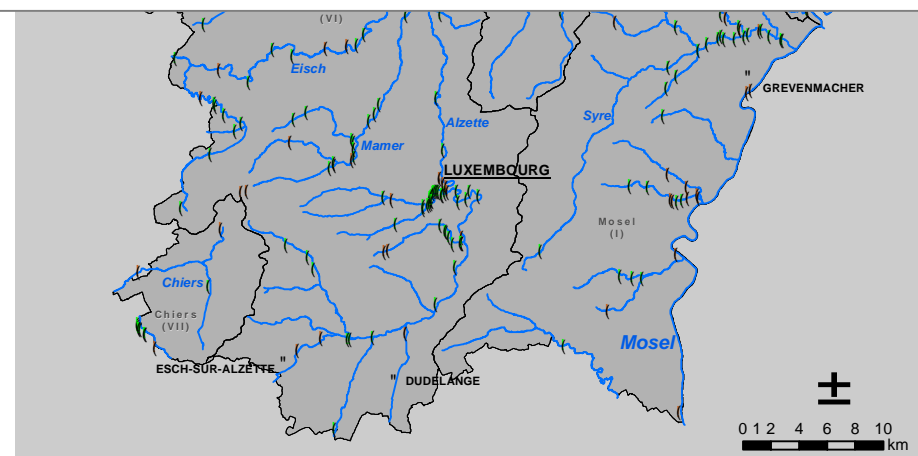 (VI)
Eisch
GREVENMACHER
Alzette
Syre
Mamer
LUXEMBOURG
Mosel
(I)
Chiers
Chiers
(VII)
Mosel
ESCH-SUR-ALZETTE
DUDELANGE
0 1 2 4 6 8 10
km